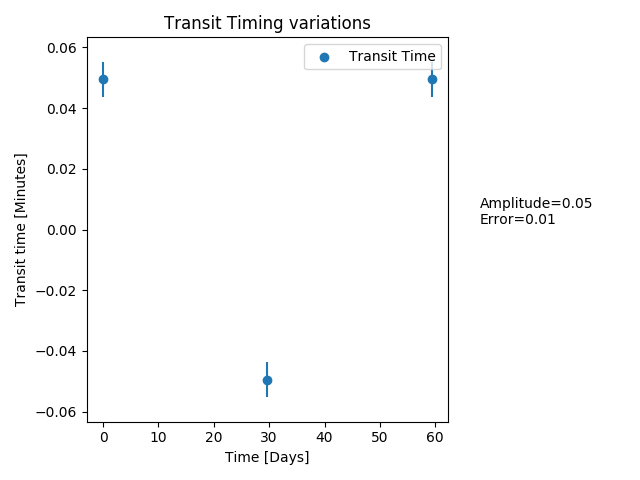 Transit Timing variations
Transit Time
0.06
0.04
0.02
0.00
−0.02
−0.04
−0.06
Transit time [Minutes]
0 10 20 30 40 50 60
Time [Days]
Amplitude=0.05
Error=0.01